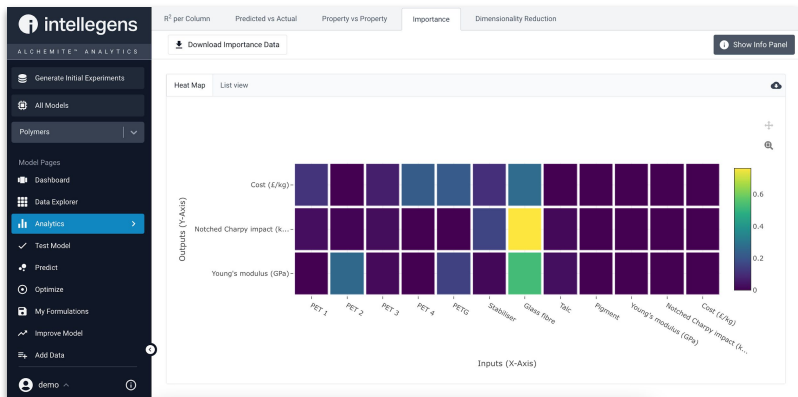 intellegens
ALCHEMITE™ ANALYTICS
Generate Initial Experiments
All Models
Polymers
Model Pages
Dashboard
Data Explorer
Analytics
Test Model
Predict
Optimize
My Formulations
Improve Model
Add Data
demo
R² per Column
Predicted vs Actual
Property vs Property
Importance
Dimensionality Reduction
Download Importance Data
Show Info Panel
Heat Map
List view
Outputs (Y-Axis)
Cost (£/kg)
Notched Charpy impact (k...
Young's modulus (GPa)
0.6
0.4
0.2
0
PET 1
PET 2
PET 3
PET 4
PETG
Stabiliser
Glass fibre
Talc
Pigment
Young's modulus (GPa)
Notched Charpy impact (k...
Cost (£/kg)
Inputs (X-Axis)